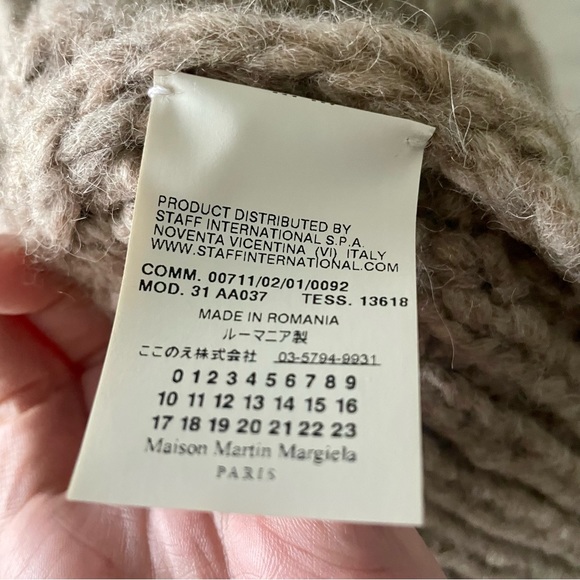 PRODUCT DISTRIBUTED BY
STAFF INTERNATIONAL S.P.A.
NOVENTA VICENTINA (VI) ITALY
WWW.STAFFINTERNATIONAL.COM
COMM. 00711/02/01/0092
MOD. 31 AA037 TESS. 13618
MADE IN ROMANIA
ルーマニア製
ここのえ株式会社 03-5794-9931
0 1 2 3 4 5 6 7 8 9
10 11 12 13 14 15 16
17 18 19 20 21 22 23
Maison Martin Margiela
PARIS